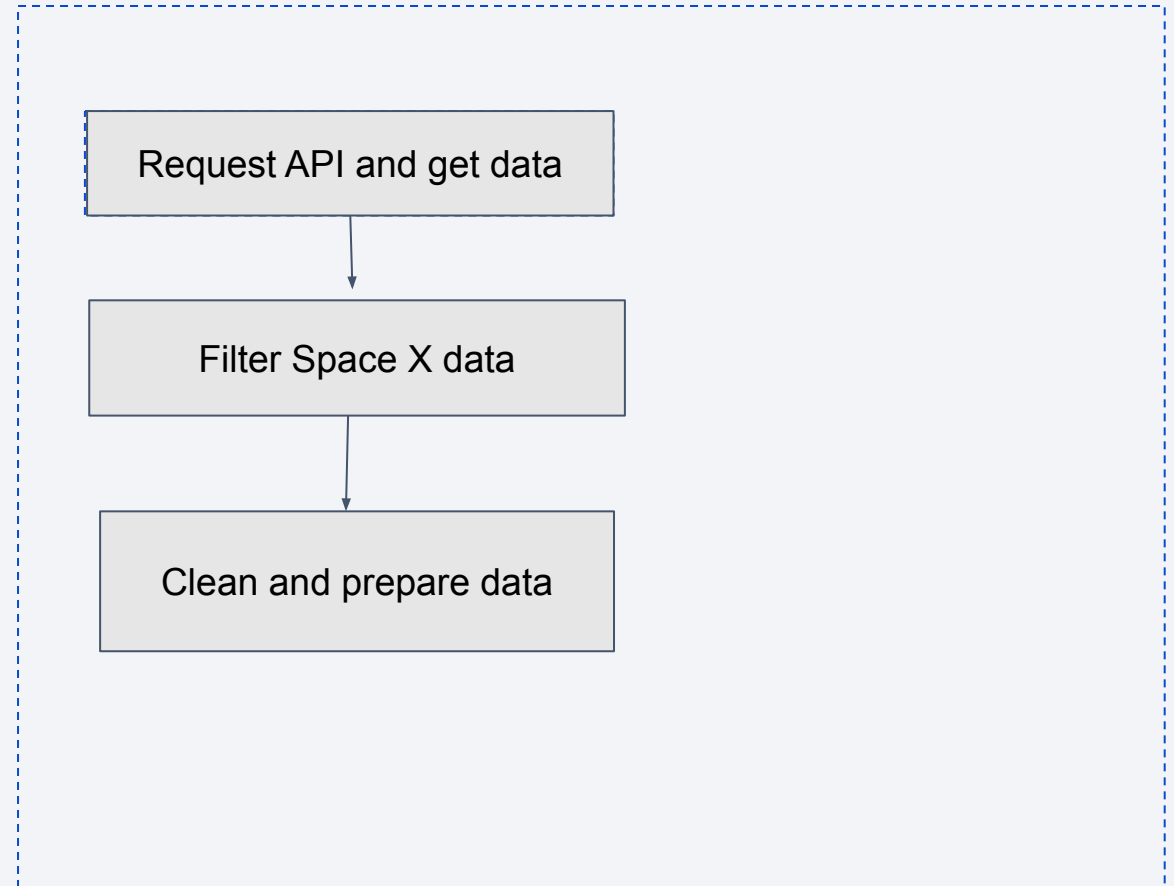 Request API and get data
Filter Space X data
Clean and prepare data